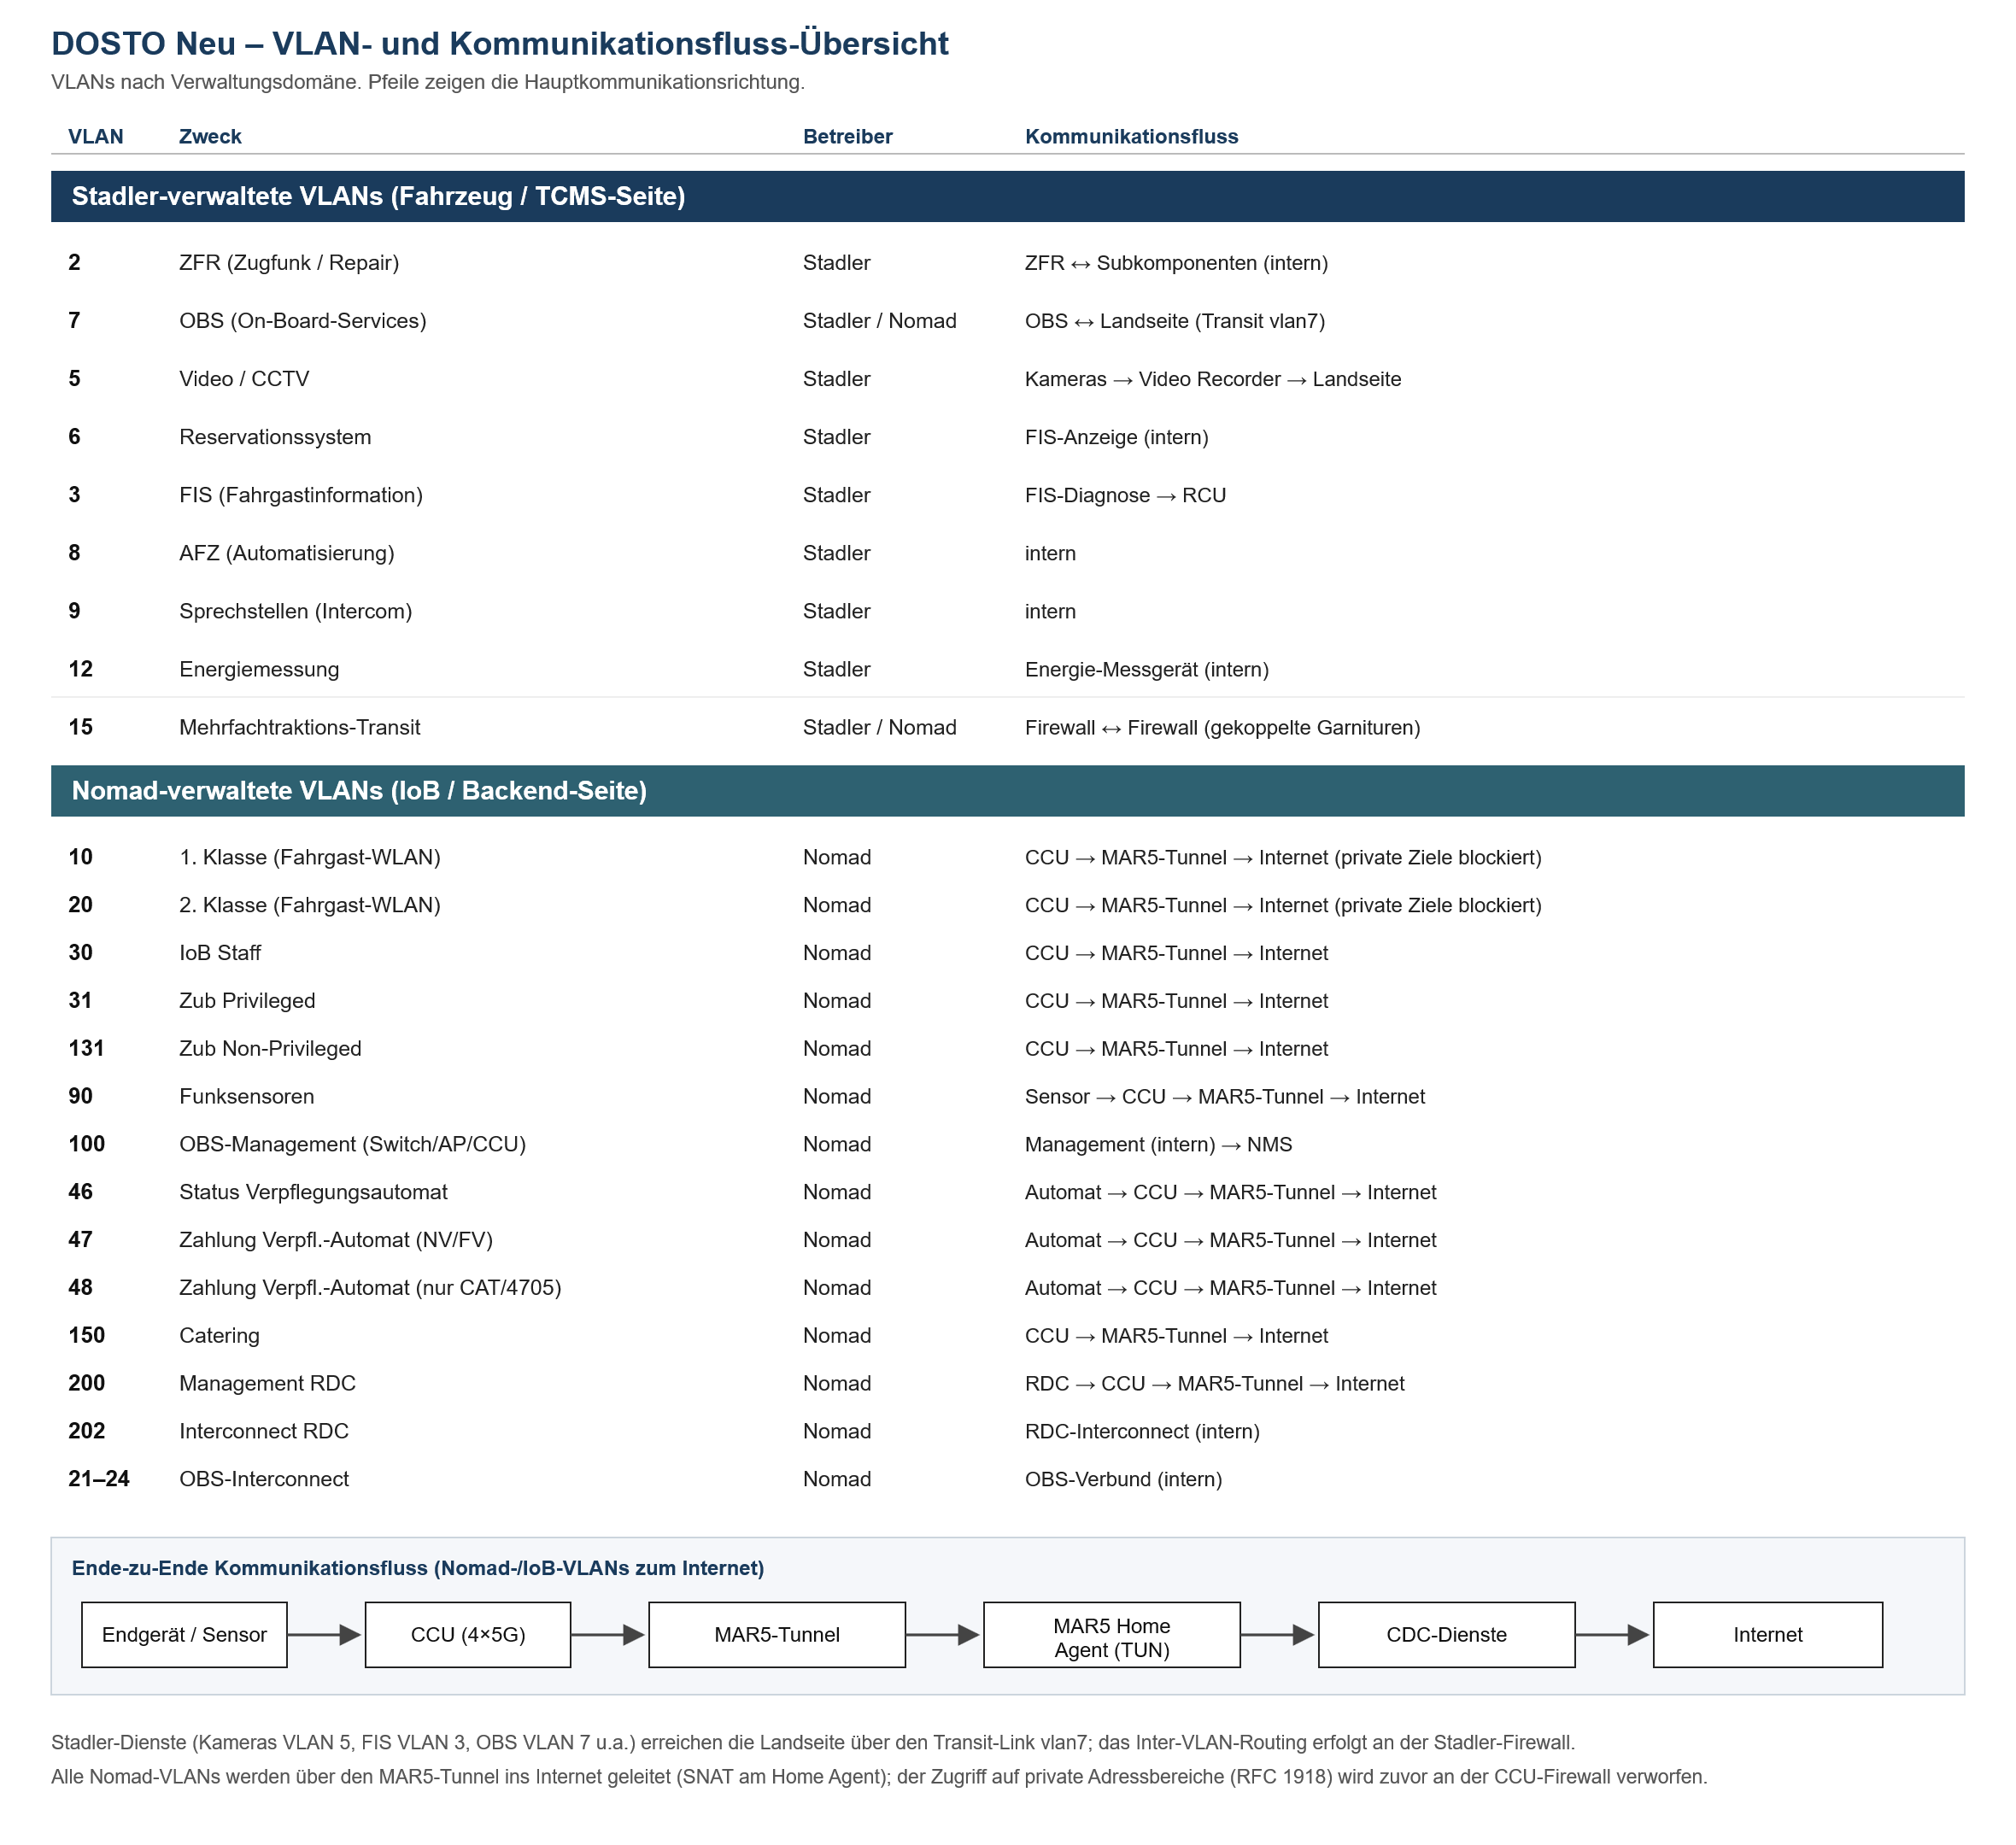 DOSTO Neu – VLAN- und Kommunikationsfluss-Übersicht
VLANs nach Verwaltungsdomäne. Pfeile zeigen die Hauptkommunikationsrichtung.
VLAN Zweck Betreiber Kommunikationsfluss
Stadler-verwaltete VLANs (Fahrzeug / TCMS-Seite)
2 ZFR (Zugfunk / Repair) Stadler ZFR ↔ Subkomponenten (intern)
7 OBS (On-Board-Services) Stadler / Nomad OBS ↔ Landseite (Transit vlan7)
5 Video / CCTV Stadler Kameras → Video Recorder → Landseite
6 Reservationssystem Stadler FIS-Anzeige (intern)
3 FIS (Fahrgastinformation) Stadler FIS-Diagnose → RCU
8 AFZ (Automatisierung) Stadler intern
9 Sprechstellen (Intercom) Stadler intern
12 Energiemessung Stadler Energie-Messgerät (intern)
15 Mehrfachtraktions-Transit Stadler / Nomad Firewall ↔ Firewall (gekoppelte Garnituren)
Nomad-verwaltete VLANs (IoB / Backend-Seite)
10 1. Klasse (Fahrgast-WLAN) Nomad CCU → MAR5-Tunnel → Internet (private Ziele blockiert)
20 2. Klasse (Fahrgast-WLAN) Nomad CCU → MAR5-Tunnel → Internet (private Ziele blockiert)
30 IoB Staff Nomad CCU → MAR5-Tunnel → Internet
31 Zub Privileged Nomad CCU → MAR5-Tunnel → Internet
131 Zub Non-Privileged Nomad CCU → MAR5-Tunnel → Internet
90 Funksensoren Nomad Sensor → CCU → MAR5-Tunnel → Internet
100 OBS-Management (Switch/AP/CCU) Nomad Management (intern) → NMS
46 Status Verpflegungsautomat Nomad Automat → CCU → MAR5-Tunnel → Internet
47 Zahlung Verpfl.-Automat (NV/FV) Nomad Automat → CCU → MAR5-Tunnel → Internet
48 Zahlung Verpfl.-Automat (nur CAT/4705) Nomad Automat → CCU → MAR5-Tunnel → Internet
150 Catering Nomad CCU → MAR5-Tunnel → Internet
200 Management RDC Nomad RDC → CCU → MAR5-Tunnel → Internet
202 Interconnect RDC Nomad RDC-Interconnect (intern)
21–24 OBS-Interconnect Nomad OBS-Verbund (intern)
Ende-zu-Ende Kommunikationsfluss (Nomad-/IoB-VLANs zum Internet)
Endgerät / Sensor
CCU (4×5G)
MAR5-Tunnel
MAR5 Home
Agent (TUN)
CDC-Dienste
Internet
Stadler-Dienste (Kameras VLAN 5, FIS VLAN 3, OBS VLAN 7 u.a.) erreichen die Landseite über den Transit-Link vlan7; das Inter-VLAN-Routing erfolgt an der Stadler-Firewall.
Alle Nomad-VLANs werden über den MAR5-Tunnel ins Internet geleitet (SNAT am Home Agent); der Zugriff auf private Adressbereiche (RFC 1918) wird zuvor an der CCU-Firewall verworfen.